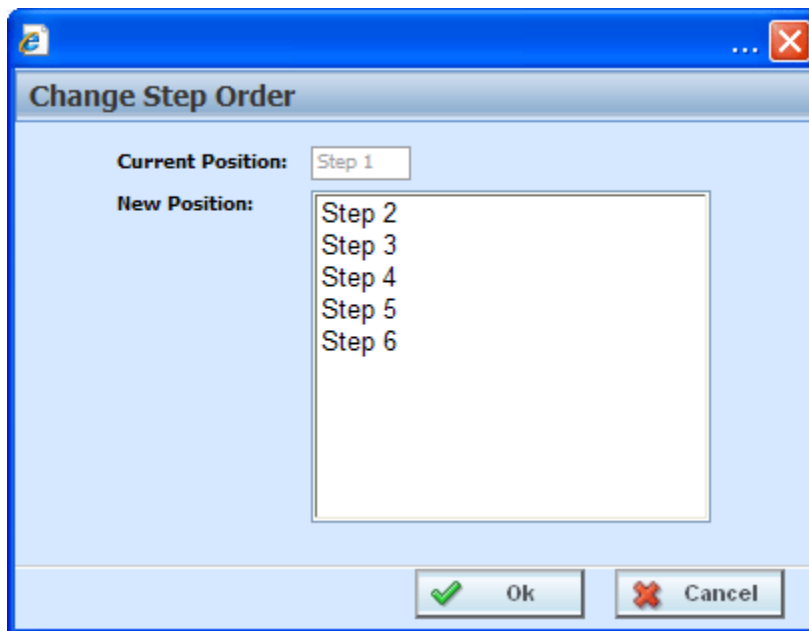 ...
Change Step Order
Current Position: Step 1
New Position:
Step 2
Step 3
Step 4
Step 5
Step 6
Ok Cancel